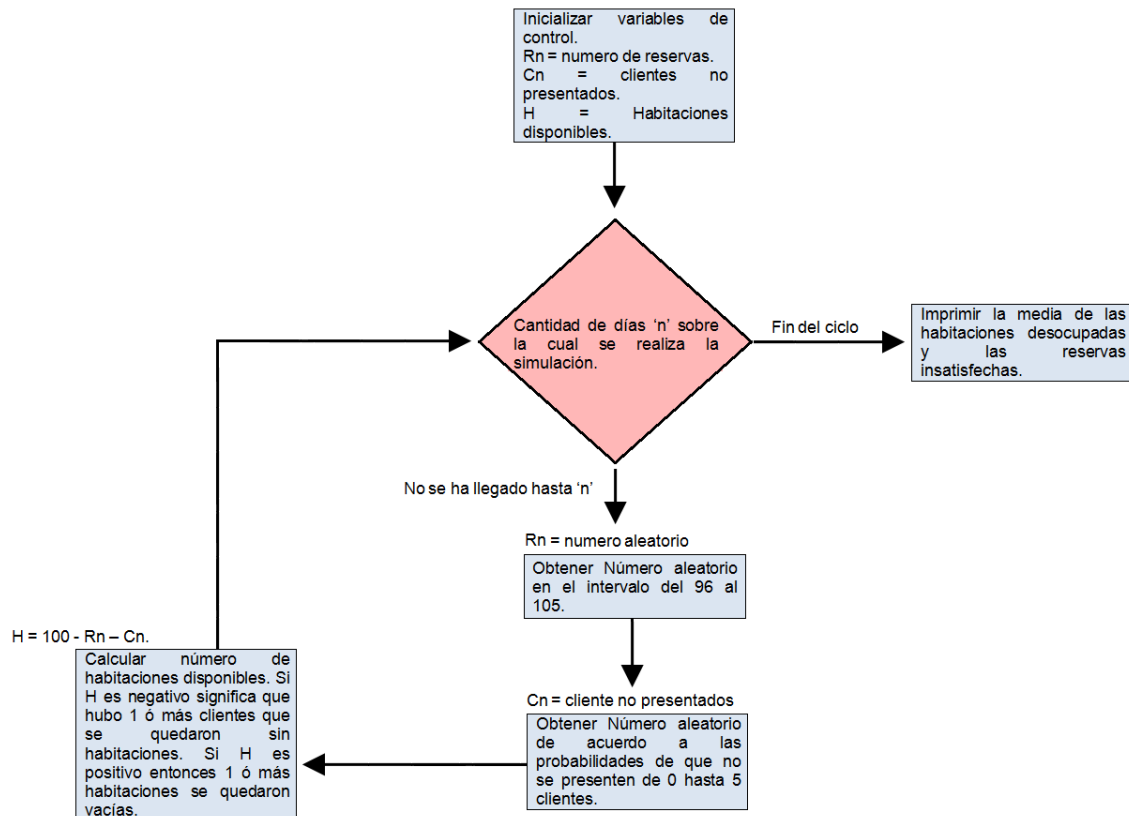 Inicializar variables de
control.
Rn = numero de reservas.
Cn = clientes no
presentados.
H = Habitaciones
disponibles.
Cantidad de días ‘n’ sobre
la cual se realiza la
simulación.
Fin del ciclo
Imprimir la media de las
habitaciones desocupadas
y las reservas
insatisfechas.
No se ha llegado hasta ‘n’
Rn = numero aleatorio
Obtener Número aleatorio
en el intervalo del 96 al
105.
Cn = cliente no presentados
Obtener Número aleatorio
de acuerdo a las
probabilidades de que no
se presenten de 0 hasta 5
clientes.
H = 100 - Rn – Cn.
Calcular número de
habitaciones disponibles. Si
H es negativo significa que
hubo 1 ó más clientes que
se quedaron sin
habitaciones. Si H es
positivo entonces 1 ó más
habitaciones se quedaron
vacías.